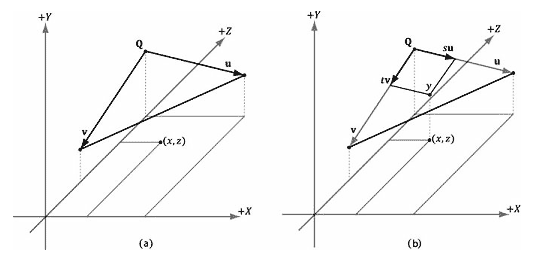 +Y
+Z
Q
u
v
(x, z)
+X
(a)
+Y
+Z
Q
su
u
tv
y
v
(x, z)
+X
(b)